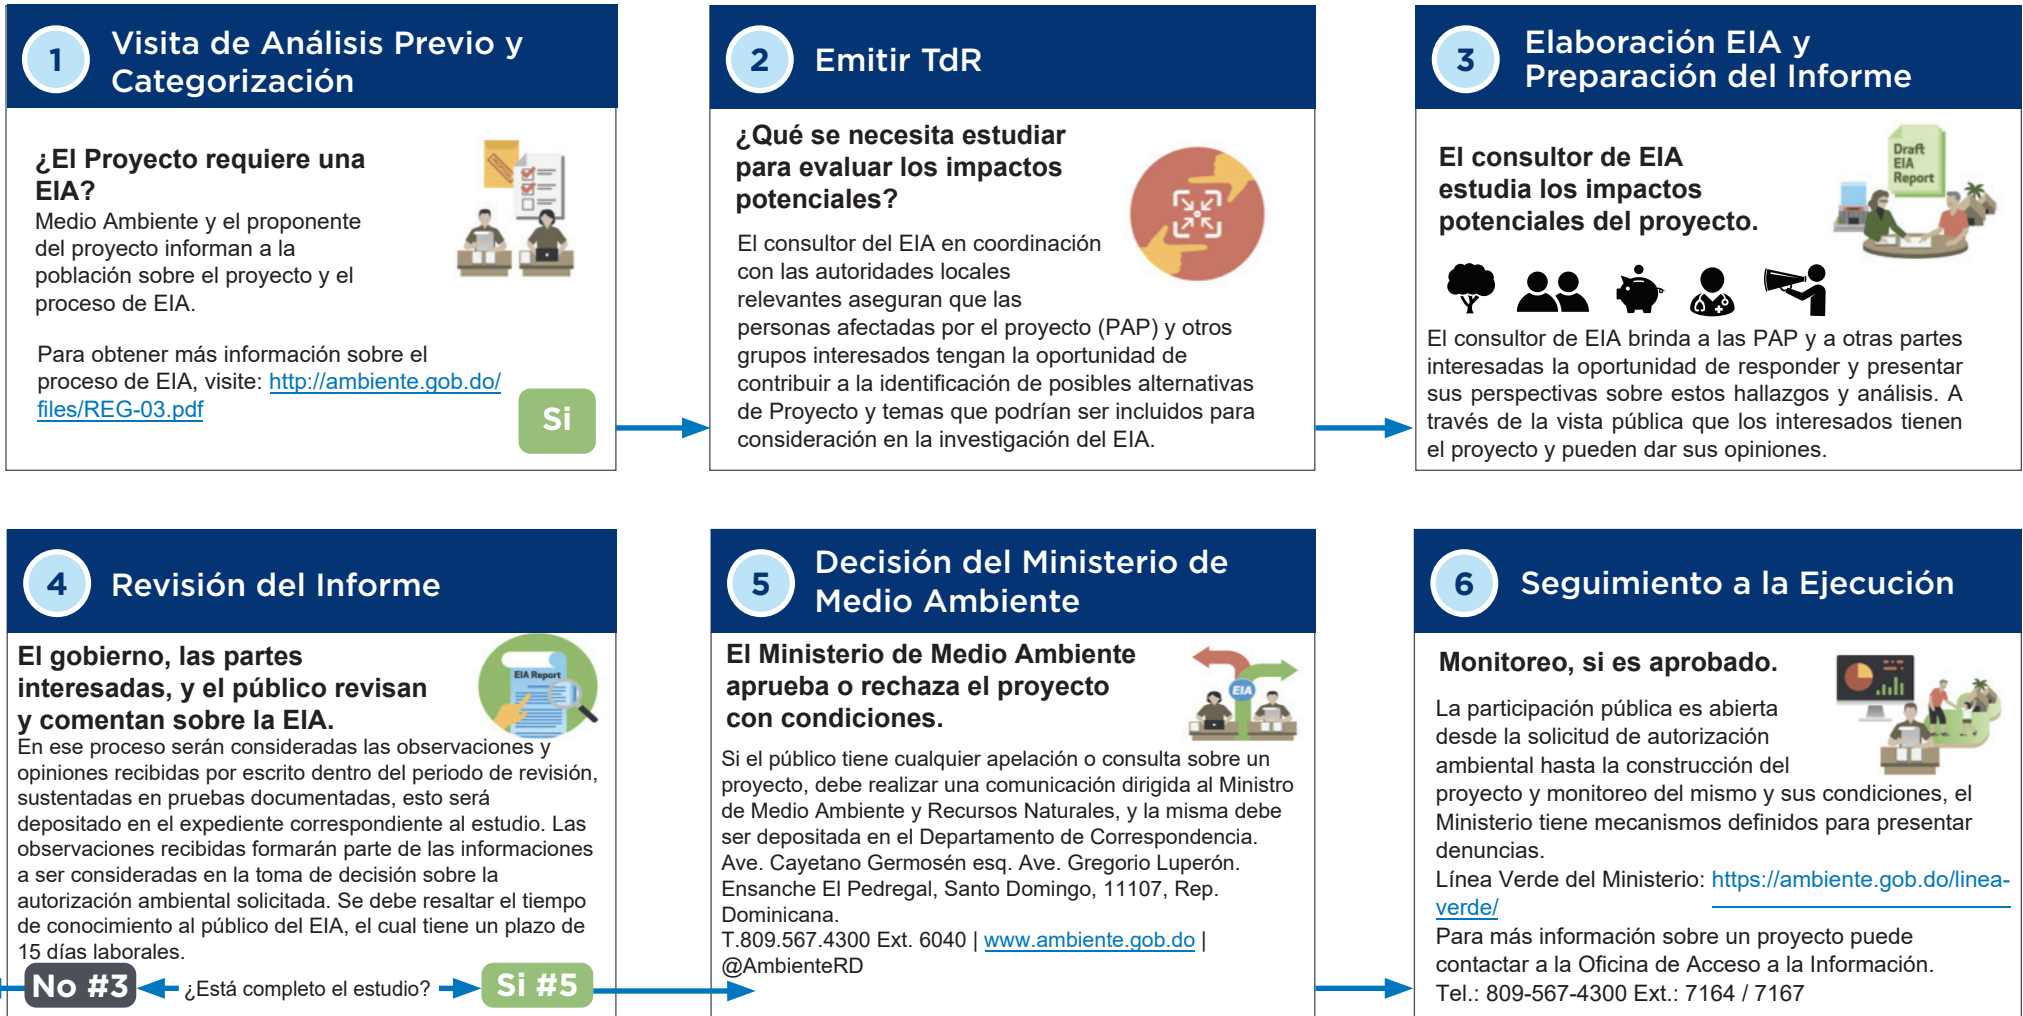 1
Visita de Análisis Previo y
Categorización
¿El Proyecto requiere una
EIA?
Medio Ambiente y el proponente
del proyecto informan a la
población sobre el proyecto y el
proceso de EIA.
Para obtener más información sobre el
proceso de EIA, visite: http://ambiente.gob.do/
files/REG-03.pdf
Si
2
Emitir TdR
¿Qué se necesita estudiar
para evaluar los impactos
potenciales?
El consultor del EIA en coordinación
con las autoridades locales
relevantes aseguran que las
personas afectadas por el proyecto (PAP) y otros
grupos interesados tengan la oportunidad de
contribuir a la identificación de posibles alternativas
de Proyecto y temas que podrían ser incluidos para
consideración en la investigación del EIA.
3
Elaboración EIA y
Preparación del Informe
El consultor de EIA
estudia los impactos
potenciales del proyecto.
Draft
EIA
Report
El consultor de EIA brinda a las PAP y a otras partes
interesadas la oportunidad de responder y presentar
sus perspectivas sobre estos hallazgos y análisis. A
través de la vista pública que los interesados tienen
el proyecto y pueden dar sus opiniones.
4
Revisión del Informe
El gobierno, las partes
interesadas, y el público revisan
y comentan sobre la EIA.
EIA Report
En ese proceso serán consideradas las observaciones y
opiniones recibidas por escrito dentro del periodo de revisión,
sustentadas en pruebas documentadas, esto será
depositado en el expediente correspondiente al estudio. Las
observaciones recibidas formarán parte de las informaciones
a ser consideradas en la toma de decisión sobre la
autorización ambiental solicitada. Se debe resaltar el tiempo
de conocimiento al público del EIA, el cual tiene un plazo de
15 días laborales.
No #3
¿Está completo el estudio?
Si #5
5
Decisión del Ministerio de
Medio Ambiente
El Ministerio de Medio Ambiente
aprueba o rechaza el proyecto
con condiciones.
EIA
Si el público tiene cualquier apelación o consulta sobre un
proyecto, debe realizar una comunicación dirigida al Ministro
de Medio Ambiente y Recursos Naturales, y la misma debe
ser depositada en el Departamento de Correspondencia.
Ave. Cayetano Germosén esq. Ave. Gregorio Luperón.
Ensanche El Pedregal, Santo Domingo, 11107, Rep.
Dominicana.
T.809.567.4300 Ext. 6040 | www.ambiente.gob.do |
@AmbienteRD
6
Seguimiento a la Ejecución
Monitoreo, si es aprobado.
La participación pública es abierta
desde la solicitud de autorización
ambiental hasta la construcción del
proyecto y monitoreo del mismo y sus condiciones, el
Ministerio tiene mecanismos definidos para presentar
denuncias.
Línea Verde del Ministerio: https://ambiente.gob.do/linea-
verde/
Para más información sobre un proyecto puede
contactar a la Oficina de Acceso a la Información.
Tel.: 809-567-4300 Ext.: 7164 / 7167